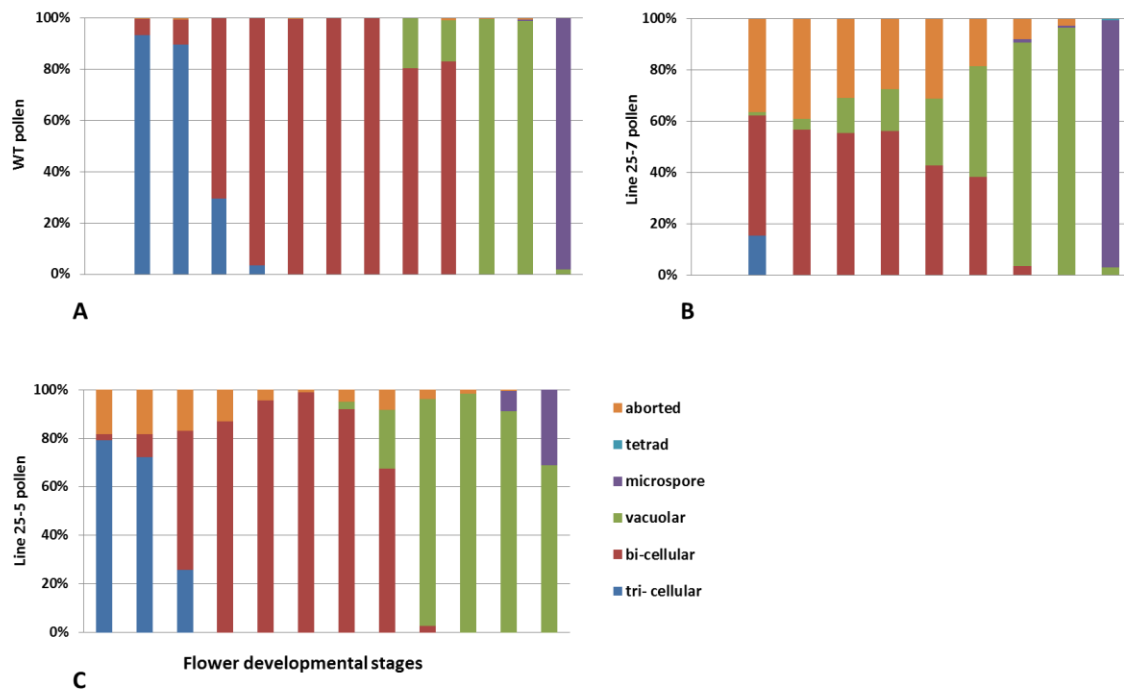 100%
80%
60%
40%
20%
0%
WT pollen
A
100%
80%
60%
40%
20%
0%
Line 25-7 pollen
B
100%
80%
60%
40%
20%
0%
Line 25-5 pollen
Flower developmental stages
C
aborted
tetrad
microspore
vacuolar
bi-cellular
tri- cellular